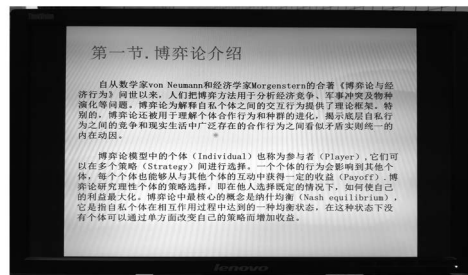 第一节.博弈论介绍
自从数学家von Neumann和经济学家Morgenstern的合著《博弈论与经
济行为》问世以来，人们把博弈方法用于分析经济竞争、军事冲突及物种
演化等问题。博弈论为解释自私个体之间的交互行为提供了理论框架。特
别的，博弈论还被用于理解个体合作行为和种群的进化，揭示底层自私行
为之间的竞争和现实生活中广泛存在的合作行为之间看似矛盾实则统一的
内在动因。
博弈论模型中的个体（Individual）也称为参与者（Player），它们可
以在多个策略（Strategy）间进行选择。一个个体的行为会影响到其他个
体，每个个体也能够从与其他个体的互动中获得一定的收益（Payoff）.博
弈论研究理性个体的策略选择，即在他人选择既定的情况下，如何使自己
的利益最大化。博弈论中最核心的概念是纳什均衡（Nash equilibrium），
它是指自私个体在相互作用过程中达到的一种均衡状态，在这种状态下没
有个体可以通过单方面改变自己的策略而增加收益。
lenovo